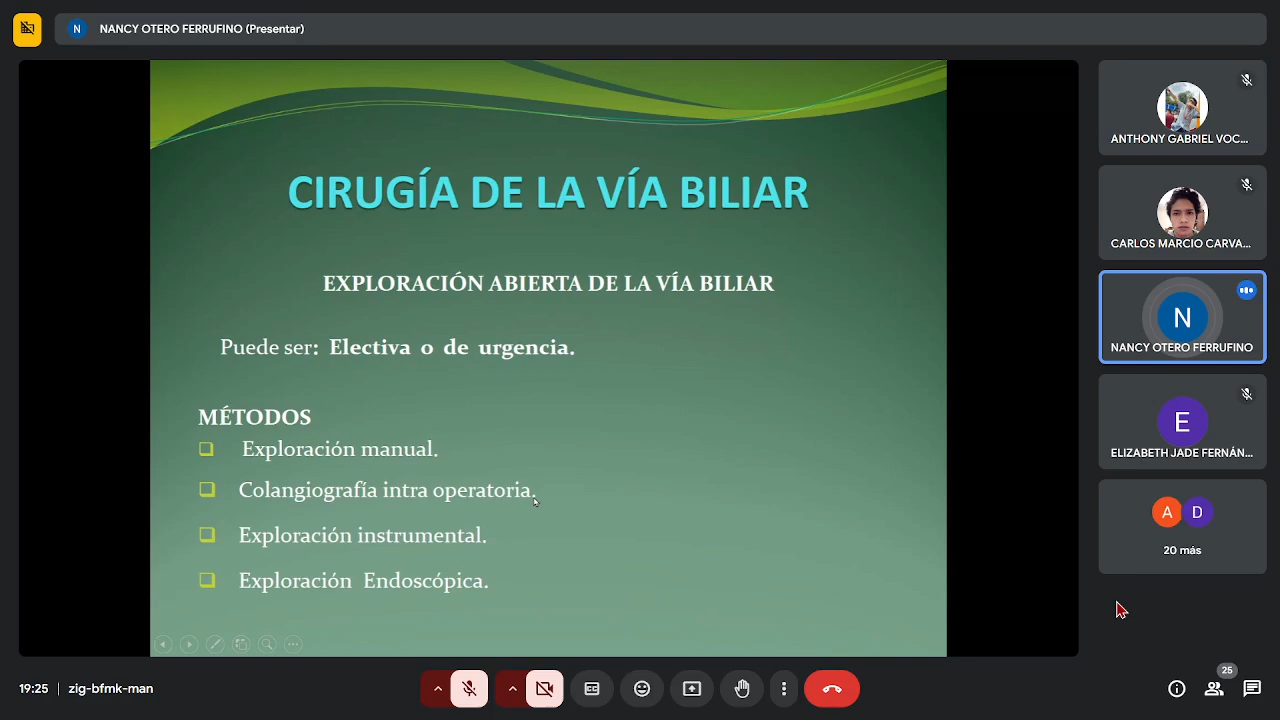 N NANCY OTERO FERRUFINO (Presentar)
CIRUGÍA DE LA VÍA BILIAR
EXPLORACIÓN ABIERTA DE LA VÍA BILIAR
Puede ser: Electiva o de urgencia.
MÉTODOS
Exploración manual.
Colangiografía intra operatoria.
Exploración instrumental.
Exploración Endoscópica.
ANTHONY GABRIEL VOC...
CARLOS MARCIO CARVA...
N
NANCY OTERO FERRUFINO
E
ELIZABETH JADE FERNÁN...
A D
20 más
19:25 | zig-bfmk-man
25